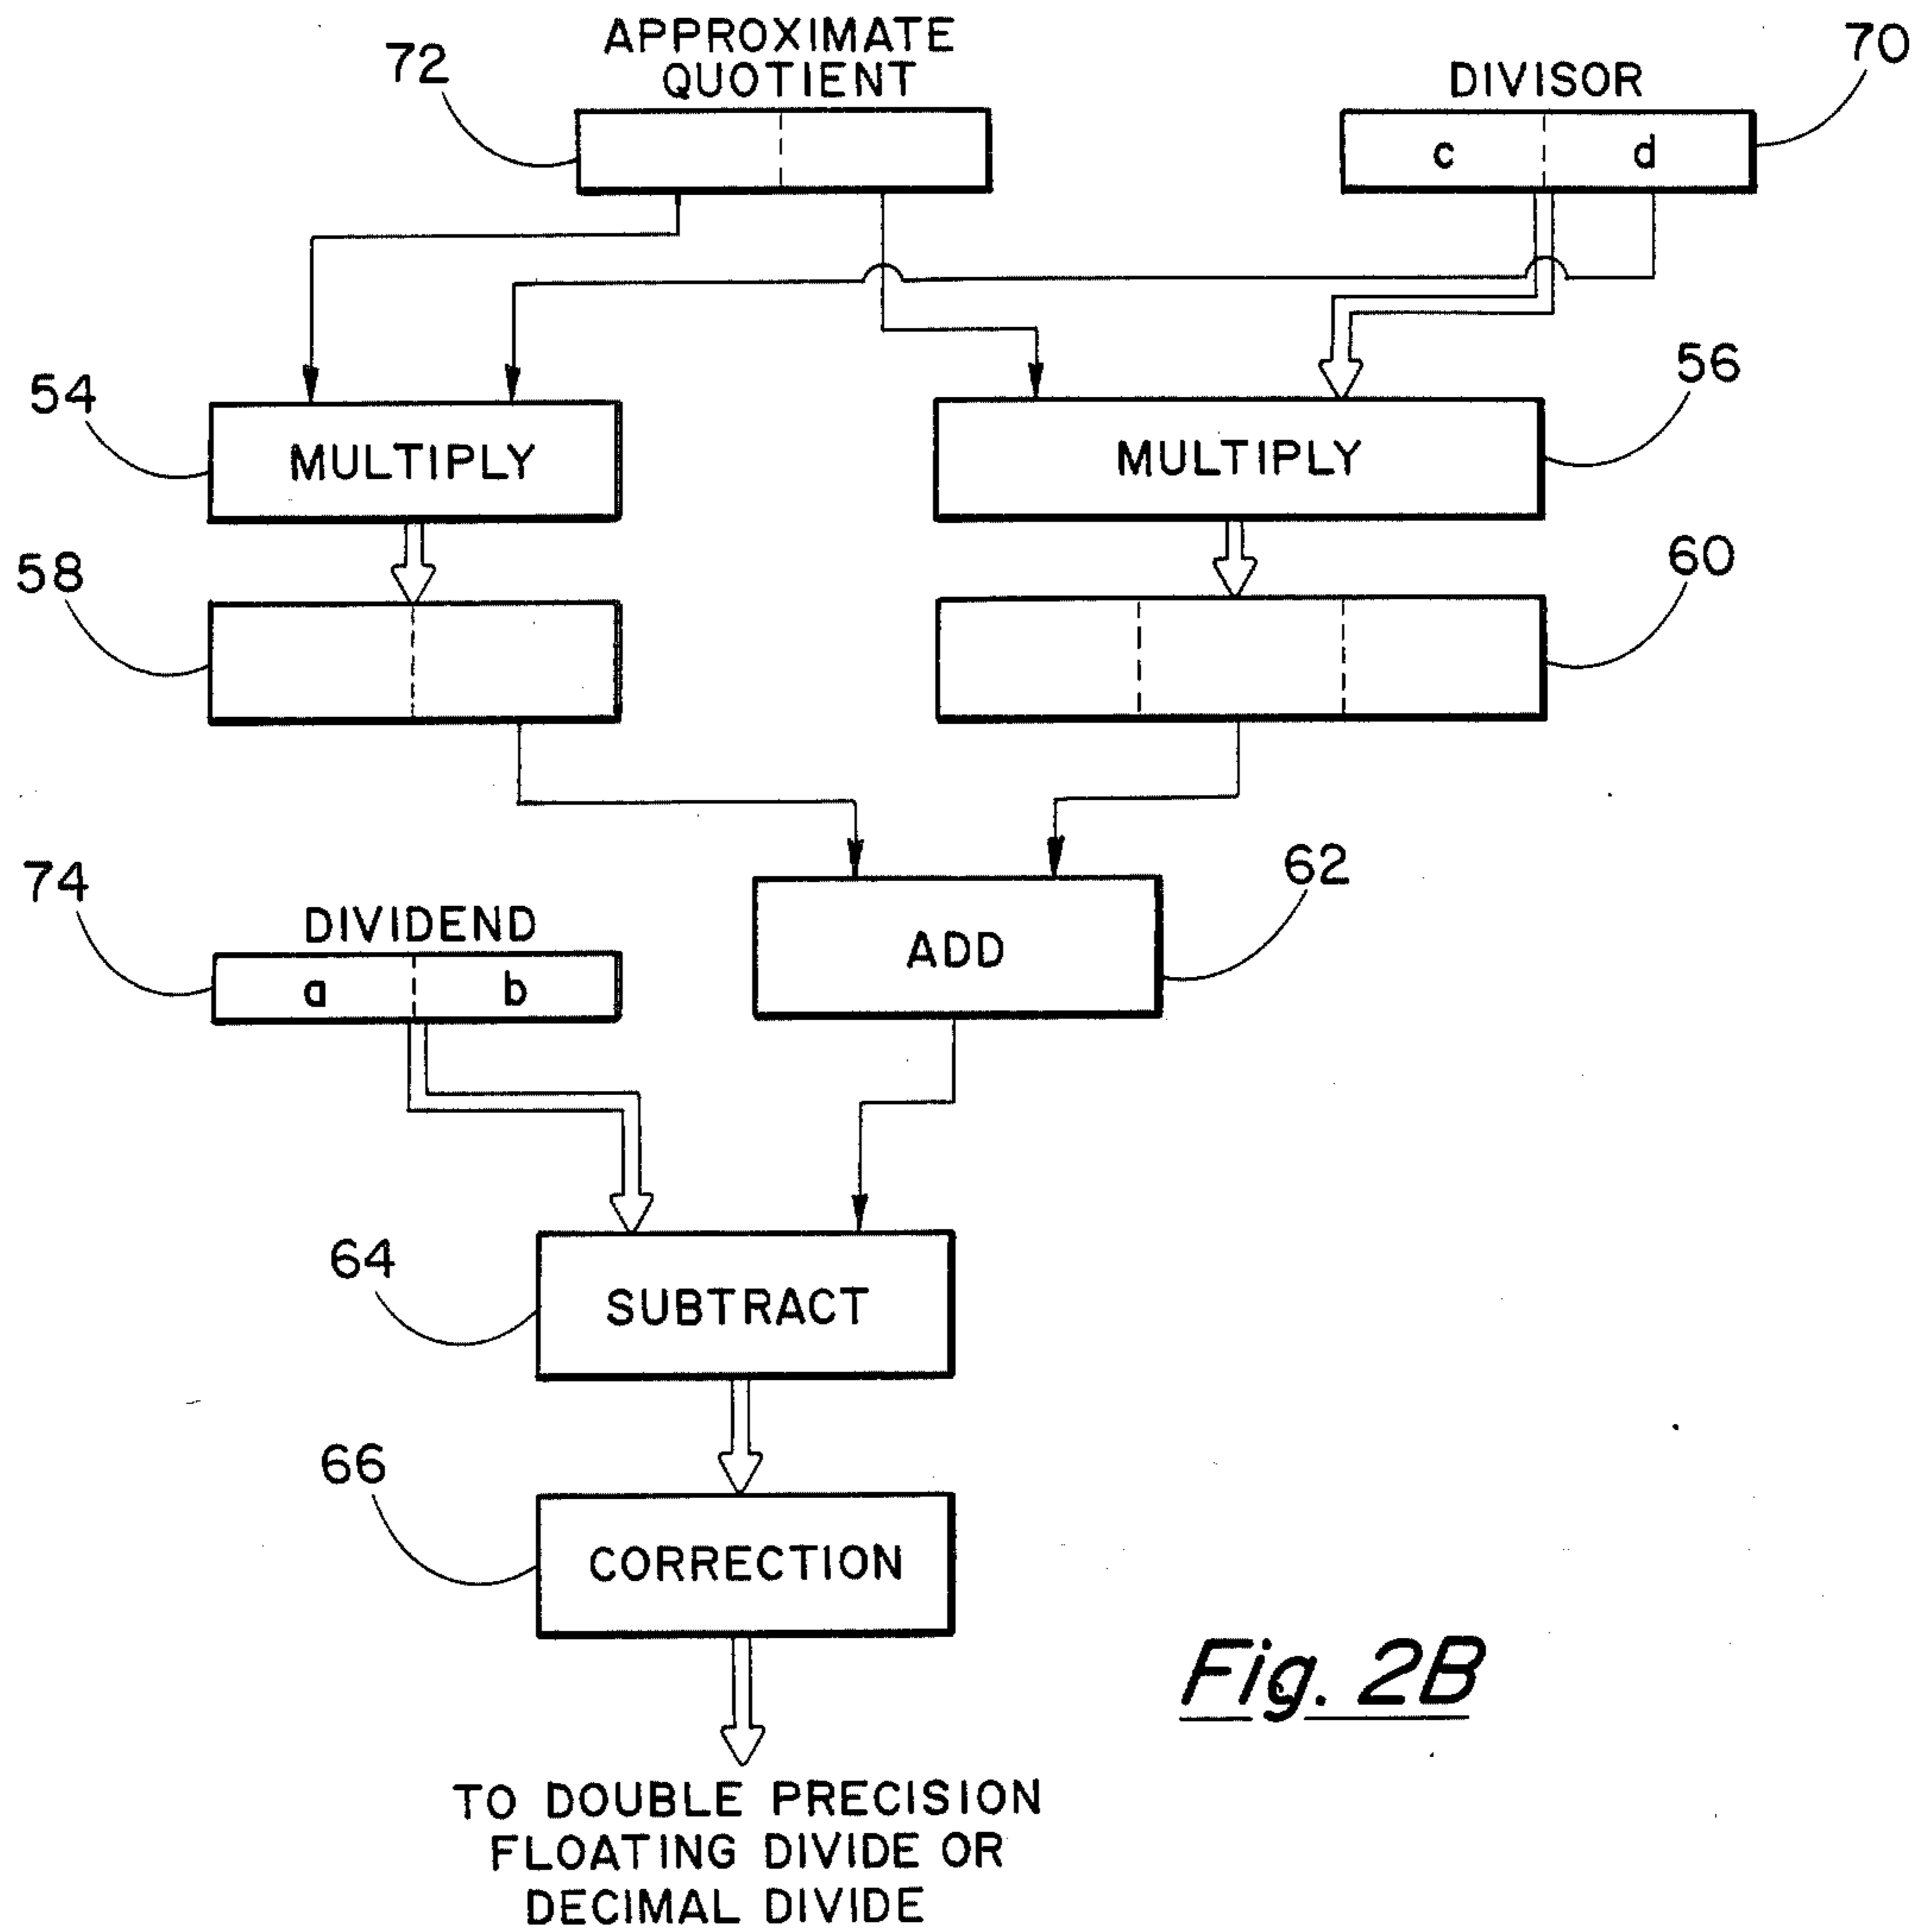 APPROXIMATE
QUOTIENT
72
DIVISOR
70
c d
54
MULTIPLY
56
MULTIPLY
58
60
74
DIVIDEND
a b
62
ADD
64
SUBTRACT
66
CORRECTION
TO DOUBLE PRECISION
FLOATING DIVIDE OR
DECIMAL DIVIDE
Fig. 2B